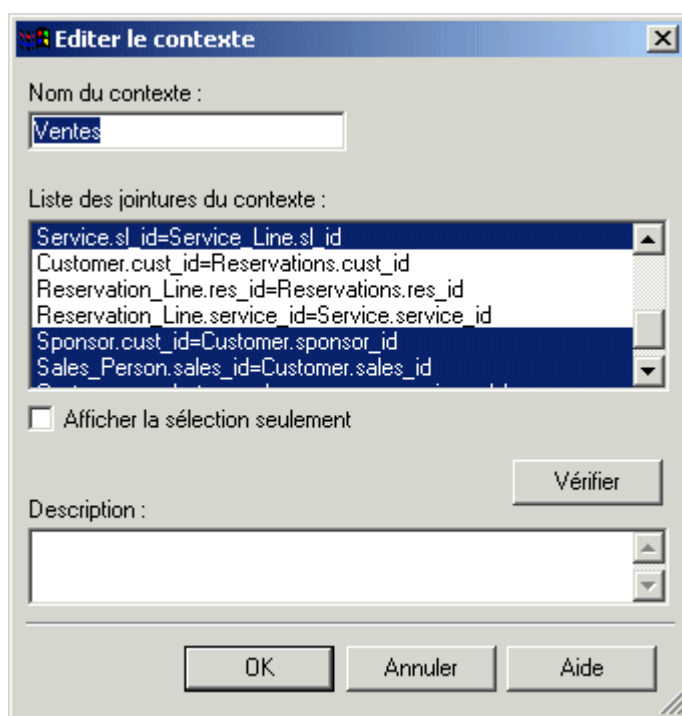 Editer le contexte
Nom du contexte :
Ventes
Liste des jointures du contexte :
Service.sl_id=Service_Line.sl_id
Customer.cust_id=Reservations.cust_id
Reservation_Line.res_id=Reservations.res_id
Reservation_Line.service_id=Service.service_id
Sponsor.cust_id=Customer.sponsor_id
Sales_Person.sales_id=Customer.sales_id
Afficher la sélection seulement
Vérifier
Description :
OK Annuler Aide